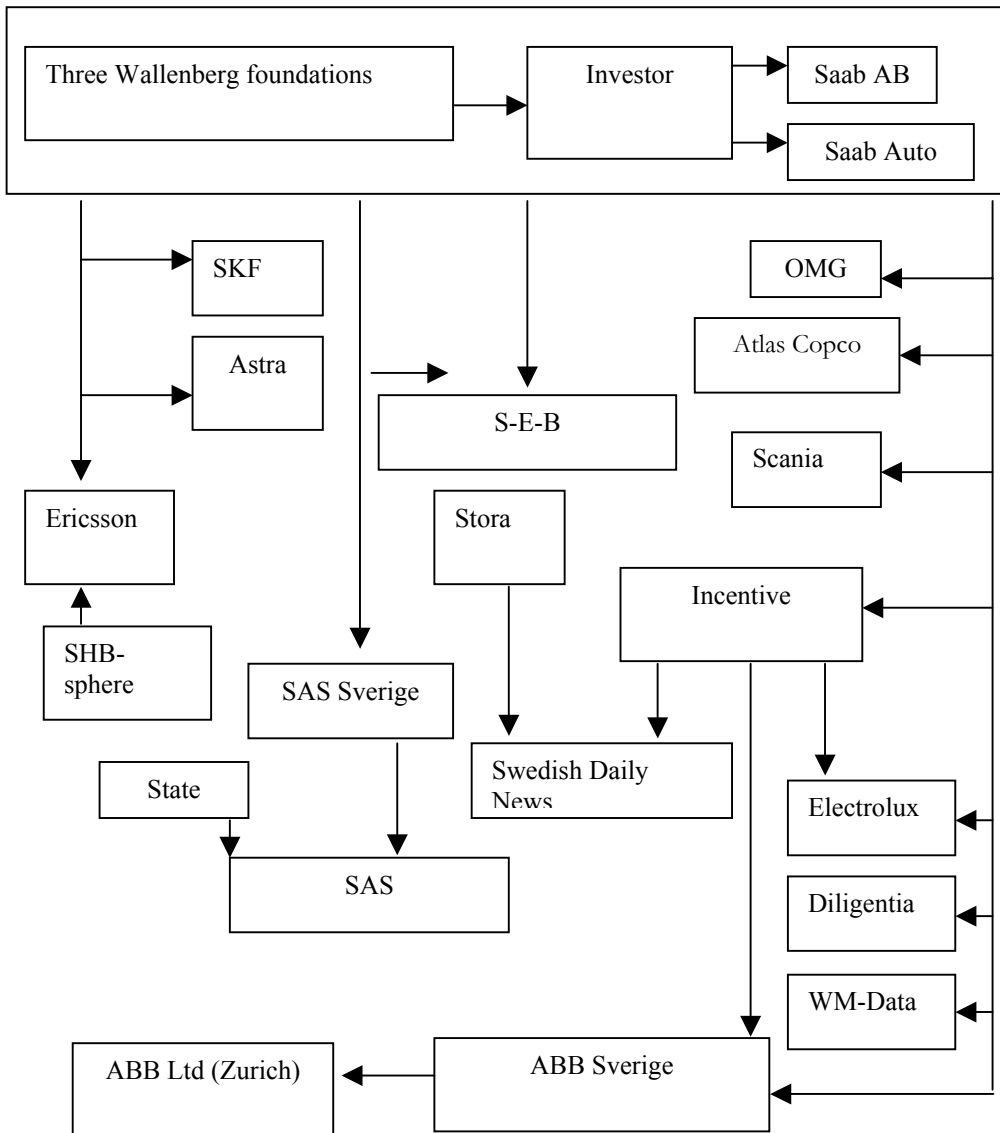 Three Wallenberg foundations
Investor
Saab AB
Saab Auto
SKF
OMG
Astra
Atlas Copco
S-E-B
Scania
Ericsson
Stora
Incentive
SHB-
sphere
SAS Sverige
State
Swedish Daily
News
Electrolux
SAS
Diligentia
WM-Data
ABB Ltd (Zurich)
ABB Sverige